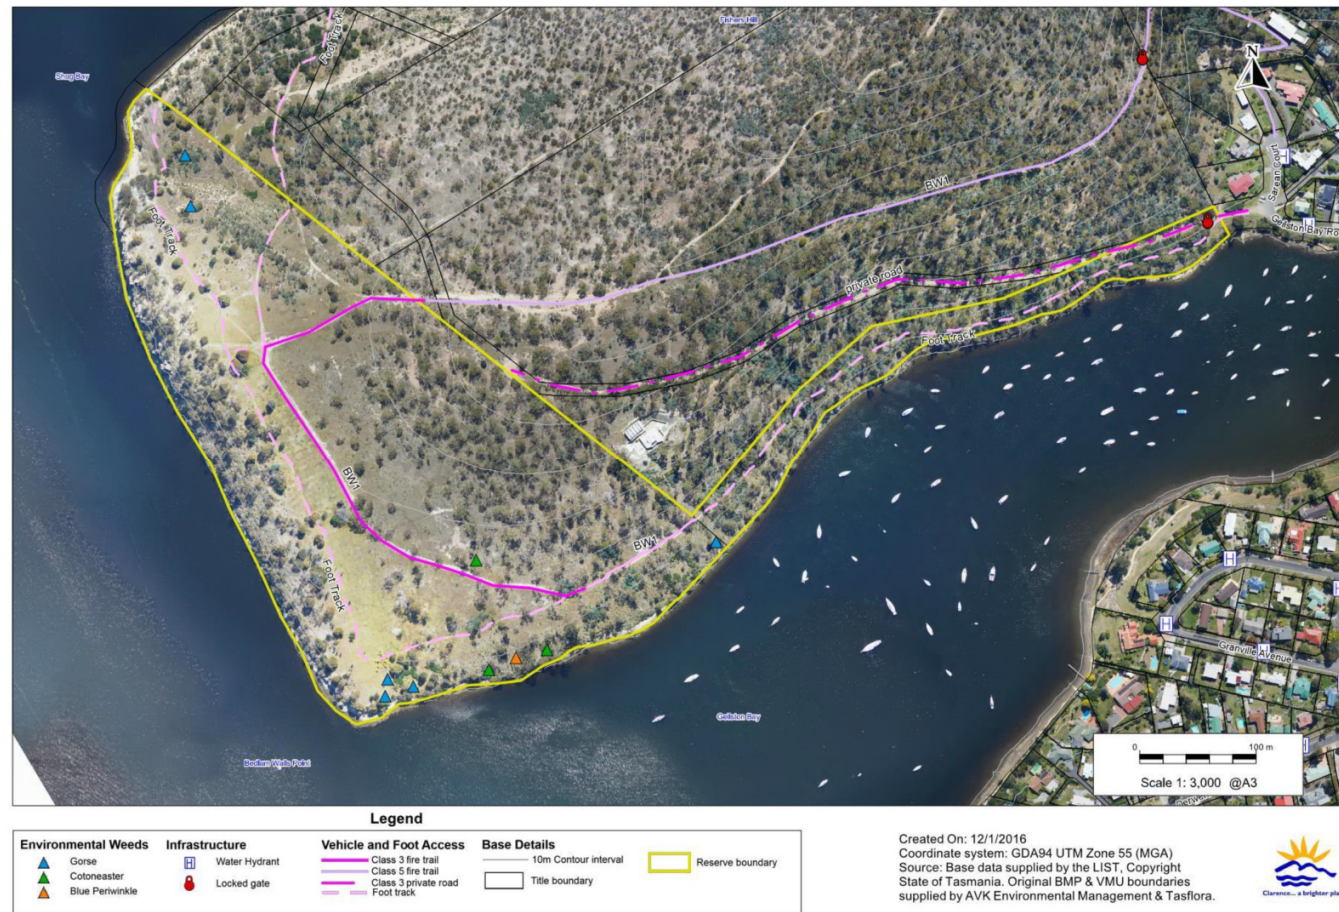 Fishers Hill
Foot Track
Shag Bay
N
Sarean Court
BW1
H
Foot Track
Geilston Bay Ro
H
private road
Foot Track
BW1
BW1
Foot Track
H
H
H
H
Granville Avenue
Geilston Bay
H
Bedlam Walls Point
0 100 m
Scale 1: 3,000 @A3
Legend
Environmental Weeds
Gorse
Cotoneaster
Blue Periwinkle
Infrastructure
H Water Hydrant
Locked gate
Vehicle and Foot Access
Class 3 fire trail
Class 5 fire trail
Class 3 private road
Foot track
Base Details
10m Contour interval
Title boundary
Reserve boundary
Created On: 12/1/2016
Coordinate system: GDA94 UTM Zone 55 (MGA)
Source: Base data supplied by the LIST, Copyright
State of Tasmania. Original BMP & VMU boundaries
supplied by AVK Environmental Management & Tasflora.
Clarence... a brighter pla